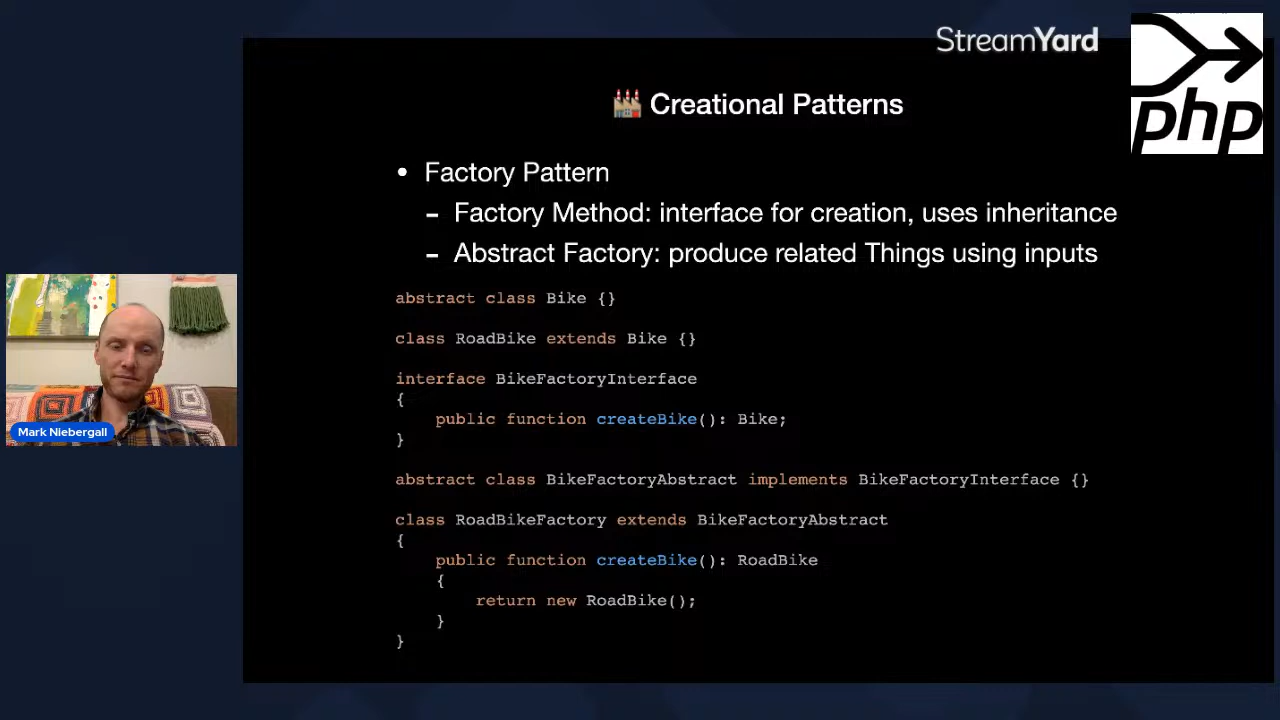 StreamYard
php
🏭 Creational Patterns
• Factory Pattern
– Factory Method: interface for creation, uses inheritance
– Abstract Factory: produce related Things using inputs
abstract class Bike {}
class RoadBike extends Bike {}
interface BikeFactoryInterface
{
    public function createBike(): Bike;
}
abstract class BikeFactoryAbstract implements BikeFactoryInterface {}
class RoadBikeFactory extends BikeFactoryAbstract
{
    public function createBike(): RoadBike
    {
        return new RoadBike();
    }
}
Mark Niebergall